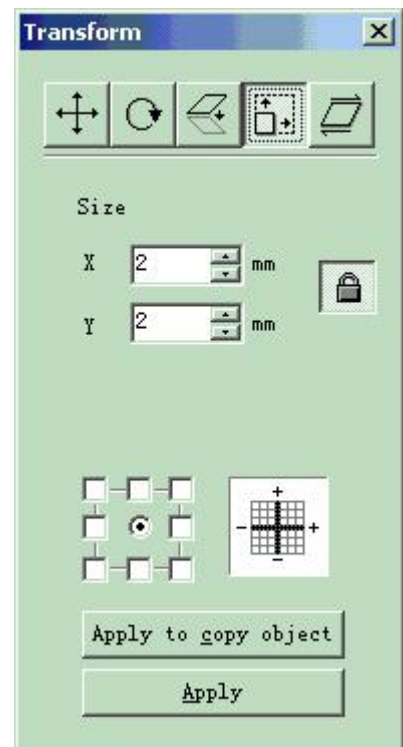 Transform
Size
X 2 mm
Y 2 mm
+
- +
-
Apply to copy object
Apply